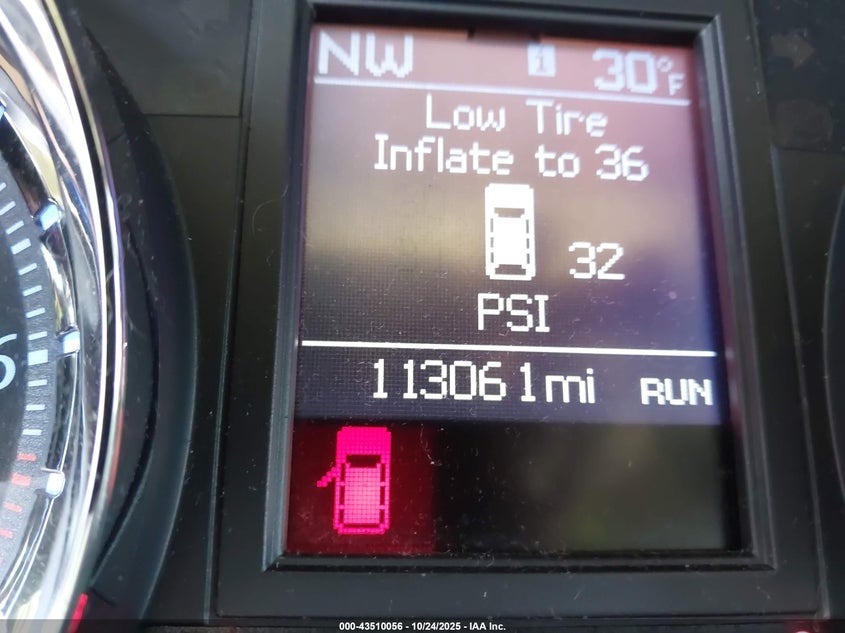 NW i 30°F
Low Tire
Inflate to 36
32
PSI
113061mi RUN
000-43510056 - 10/24/2025 - IAA Inc.